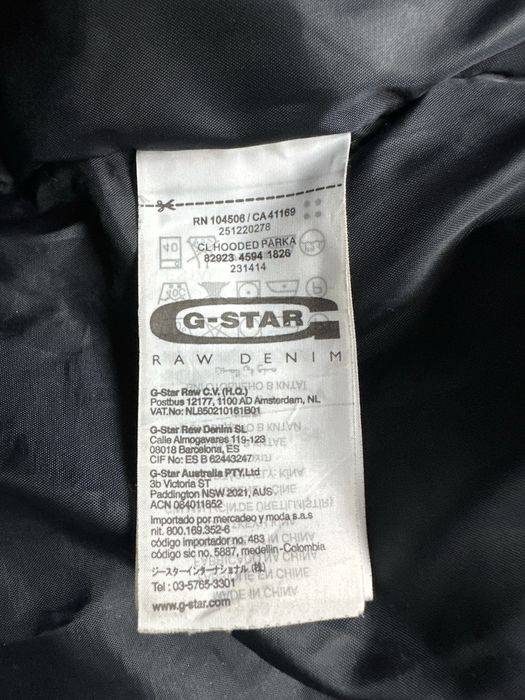 RN 104506 / CA 41169
251220278
CL HOODED PARKA
82923 4594 1826
231414
G-STAR
RAW DENIM
G-Star Raw C.V. (H.Q.)
Postbus 12177, 1100 AD Amsterdam, NL
VAT.No: NL850210161B01
G-Star Raw Denim SL
Calle Almogavares 119-123
08018 Barcelona, ES
CIF No: ES B 62443247
G-Star Australia PTY.Ltd
3b Victoria ST
Paddington NSW 2021, AUS
ACN 084011852
Importado por mercadeo y moda s.a.s
nit. 800.169.352-6
código importador no. 483
código sic no. 5887, medellin-Colombia
ジースターインターナショナル (株)
Tel : 03-5765-3301
www.g-star.com